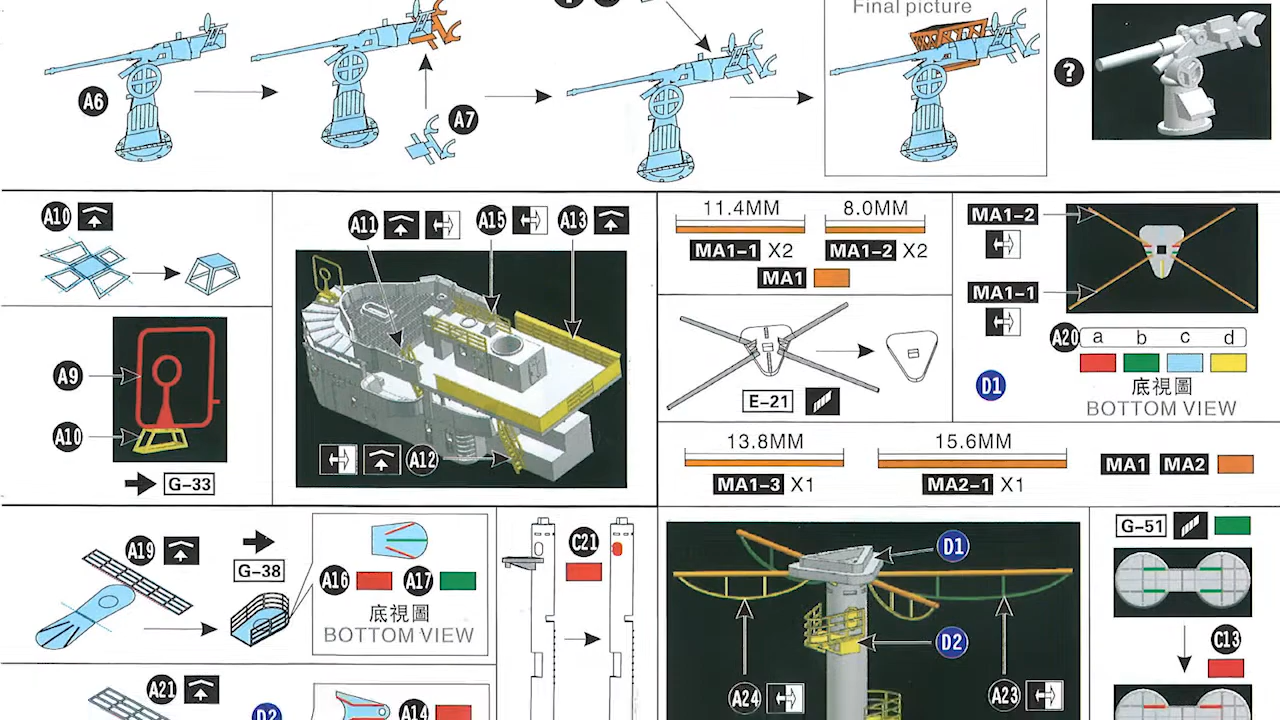 Final picture
A6
A7
?
A10
A11
A15
A13
11.4MM
8.0MM
MA1-1 X2
MA1-2 X2
MA1
MA1-2
MA1-1
A20 a b c d
D1
底視圖
BOTTOM VIEW
A9
A10
G-33
A12
E-21
13.8MM
15.6MM
MA1-3 X1
MA2-1 X1
MA1 MA2
A19
G-38
A16
A17
底視圖
BOTTOM VIEW
C21
D1
D2
A24
A23
G-51
C13
A21
D2
A14